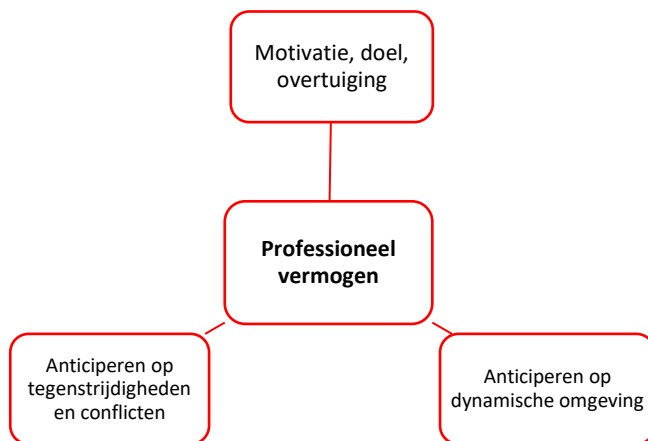 Motivatie, doel,
overtuiging
Professioneel
vermogen
Anticiperen op
tegenstrijdigheden
en conflicten
Anticiperen op
dynamische omgeving